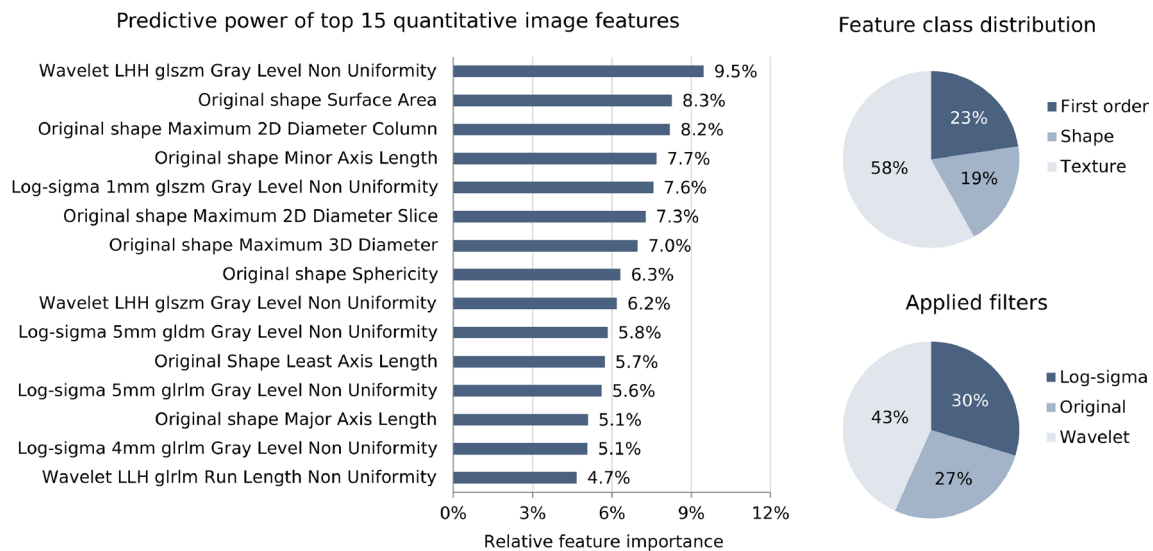 Predictive power of top 15 quantitative image features
Wavelet LHH glszm Gray Level Non Uniformity 9.5%
Original shape Surface Area 8.3%
Original shape Maximum 2D Diameter Column 8.2%
Original shape Minor Axis Length 7.7%
Log-sigma 1mm glszm Gray Level Non Uniformity 7.6%
Original shape Maximum 2D Diameter Slice 7.3%
Original shape Maximum 3D Diameter 7.0%
Original shape Sphericity 6.3%
Wavelet LHH glszm Gray Level Non Uniformity 6.2%
Log-sigma 5mm gldm Gray Level Non Uniformity 5.8%
Original Shape Least Axis Length 5.7%
Log-sigma 5mm glrlm Gray Level Non Uniformity 5.6%
Original shape Major Axis Length 5.1%
Log-sigma 4mm glrlm Gray Level Non Uniformity 5.1%
Wavelet LLH glrlm Run Length Non Uniformity 4.7%
0% 3% 6% 9% 12%
Relative feature importance
Feature class distribution
23%
19%
58%
First order
Shape
Texture
Applied filters
30%
27%
43%
Log-sigma
Original
Wavelet